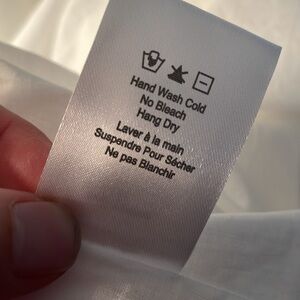 Hand Wash Cold
No Bleach
Hang Dry
Laver à la main
Suspendre Pour Sécher
Ne pas Blanchir